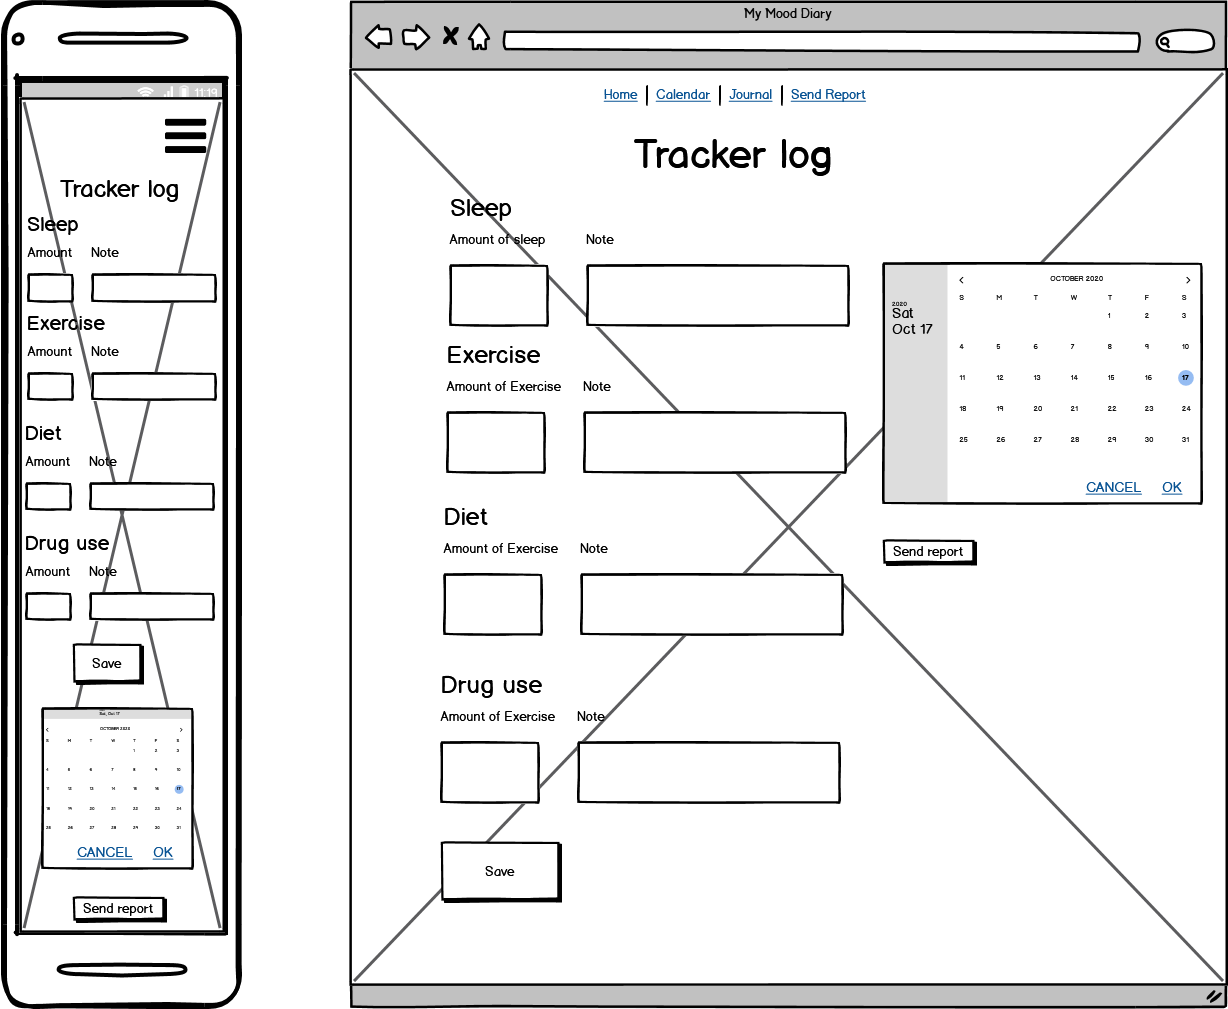 11:19
Tracker log
Sleep
Amount Note
Exercise
Amount Note
Diet
Amount Note
Drug use
Amount Note
Save
Sat, Oct 17
< OCTOBER 2020 >
S M T W T F S
1 2 3
4 5 6 7 8 9 10
11 12 13 14 15 16 17
18 19 20 21 22 23 24
25 26 27 28 29 30 31
CANCEL OK
Send report
My Mood Diary
Home | Calendar | Journal | Send Report
Tracker log
Sleep
Amount of sleep Note
Exercise
Amount of Exercise Note
Diet
Amount of Exercise Note
Drug use
Amount of Exercise Note
Save
2020
Sat
Oct 17
< OCTOBER 2020 >
S M T W T F S
1 2 3
4 5 6 7 8 9 10
11 12 13 14 15 16 17
18 19 20 21 22 23 24
25 26 27 28 29 30 31
CANCEL OK
Send report